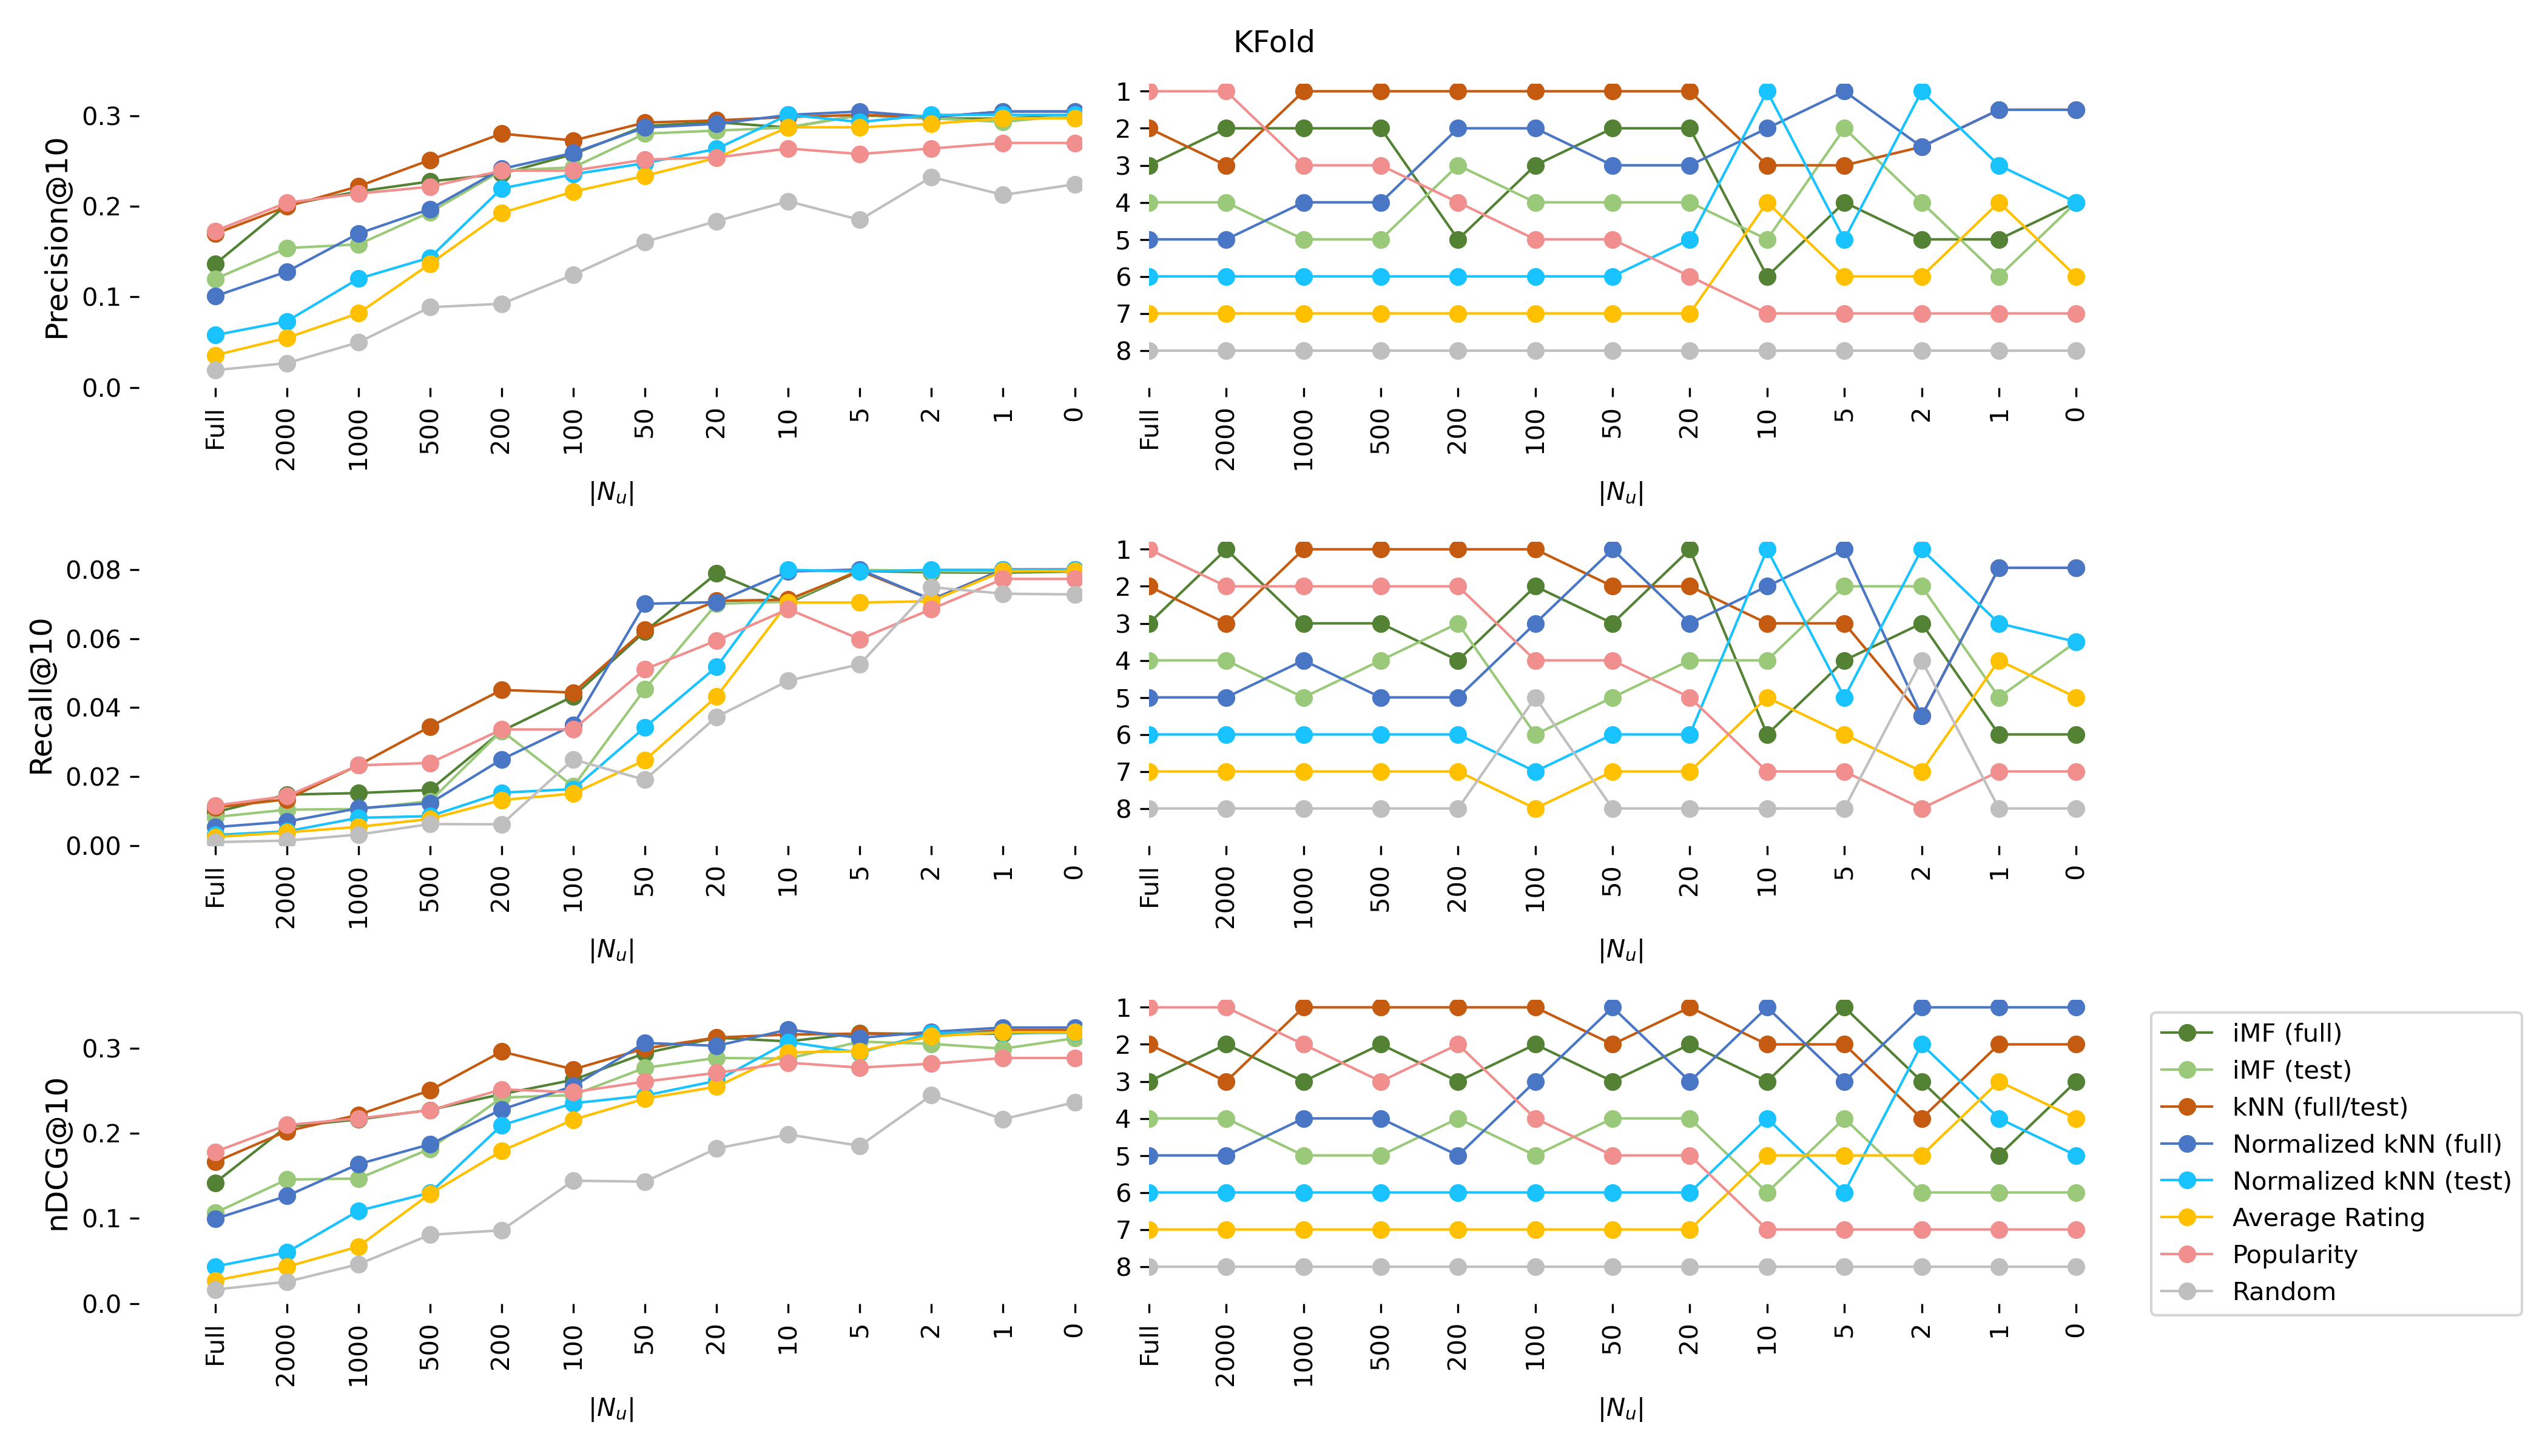 KFold
Precision@10
0.3
0.2
0.1
0.0
Full 2000 1000 500 200 100 50 20 10 5 2 1 0
|N_u|
1
2
3
4
5
6
7
8
Full 2000 1000 500 200 100 50 20 10 5 2 1 0
|N_u|
Recall@10
0.08
0.06
0.04
0.02
0.00
Full 2000 1000 500 200 100 50 20 10 5 2 1 0
|N_u|
1
2
3
4
5
6
7
8
Full 2000 1000 500 200 100 50 20 10 5 2 1 0
|N_u|
nDCG@10
0.3
0.2
0.1
0.0
Full 2000 1000 500 200 100 50 20 10 5 2 1 0
|N_u|
1
2
3
4
5
6
7
8
Full 2000 1000 500 200 100 50 20 10 5 2 1 0
|N_u|
iMF (full)
iMF (test)
kNN (full/test)
Normalized kNN (full)
Normalized kNN (test)
Average Rating
Popularity
Random